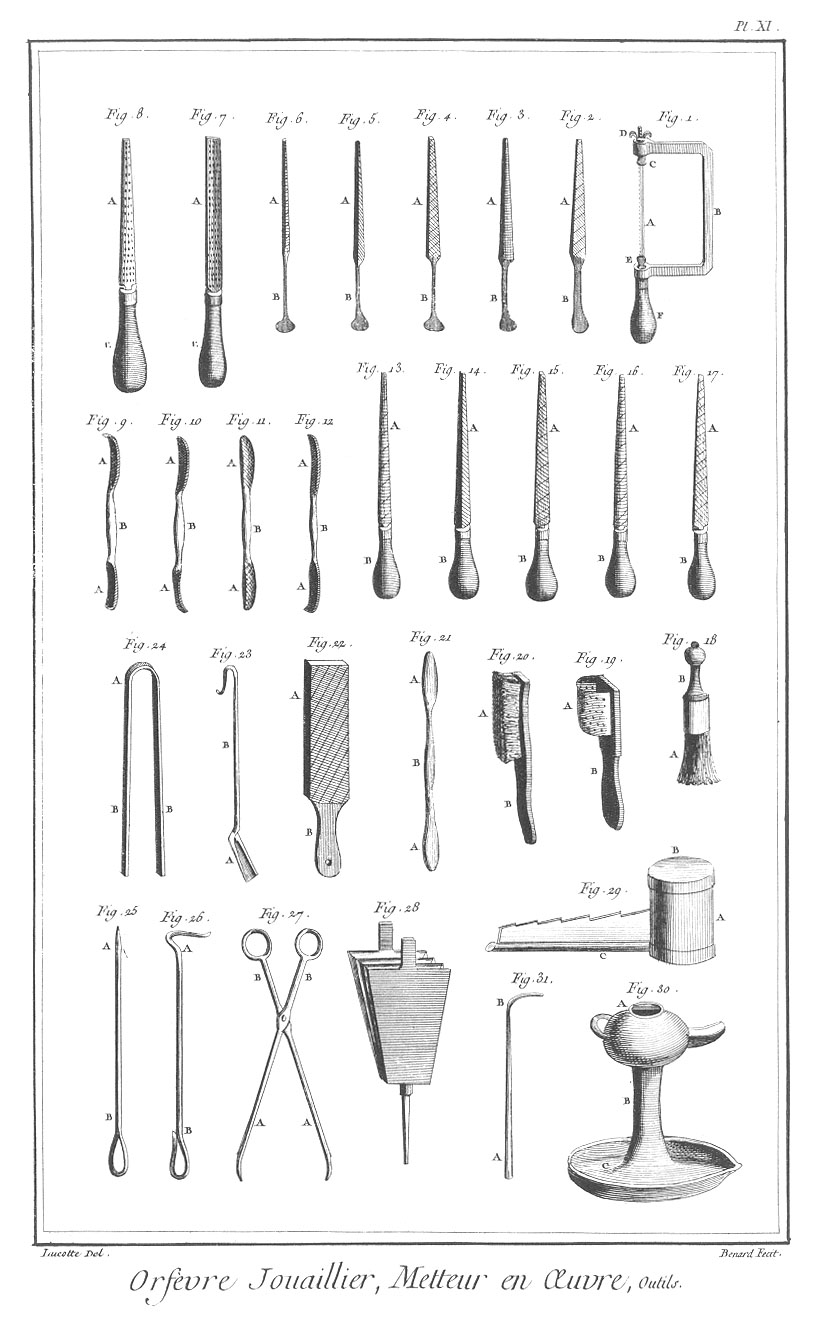 Pl. XI.
Fig. 8. Fig. 7. Fig. 6. Fig. 5. Fig. 4. Fig. 3. Fig. 2. Fig. 1.
D
C
A A A A A A A A B
E
B B B B B F
Fig. 13. Fig. 14. Fig. 15. Fig. 16. Fig. 17.
Fig. 9. Fig. 10 Fig. 11. Fig. 12
A A A A A
A A A A
B B B B
B B B B B
A A A A
Fig. 24 Fig. 23 Fig. 22. Fig. 21 Fig. 20. Fig. 19. Fig. 18
A A A A A B
B B A
B B B B B
A A
Fig. 25 Fig. 26. Fig. 27. Fig. 28 Fig. 29. B
A
A A C
B B
Fig. 31. Fig. 30.
B A
B B A A B
A C
Lucotte Del.
Benard Fecit.
Orfèvre Jouaillier, Metteur en Œuvre, Outils.